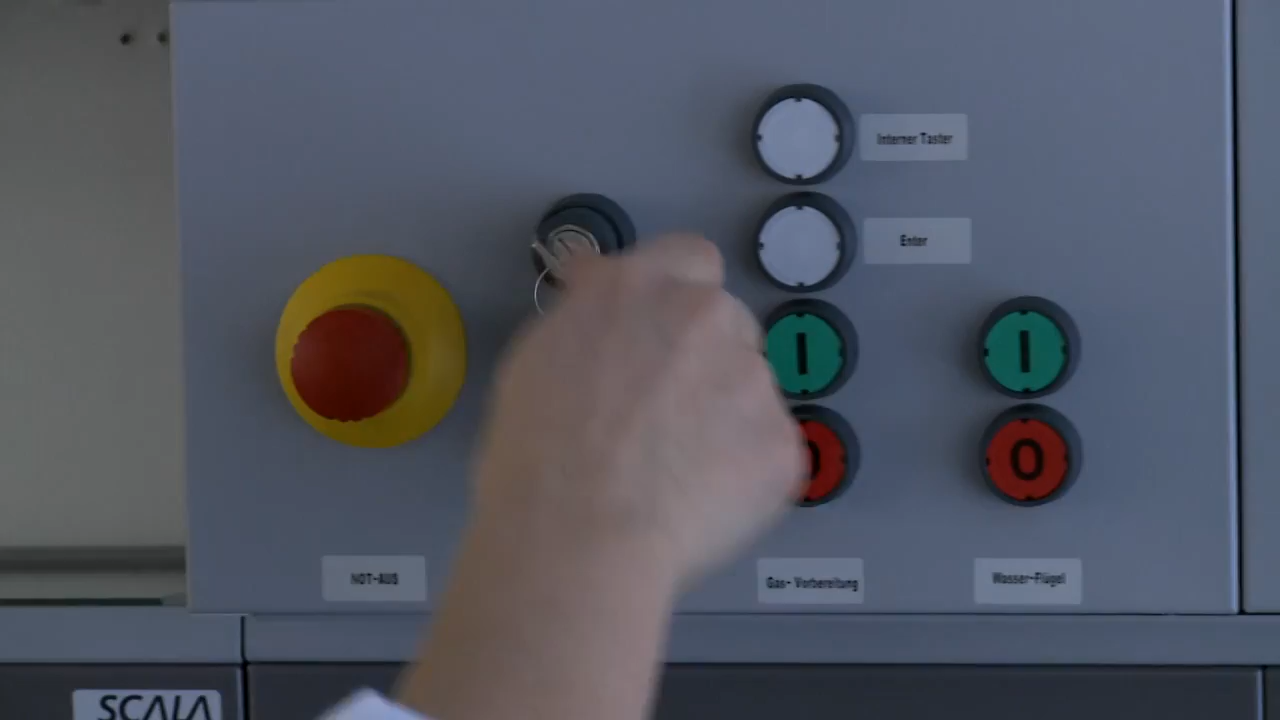 Interner Taster
Enter
I
I
O
O
NOT-AUS
Gas- Vorbereitung
Wasser-Flügel
SCALA